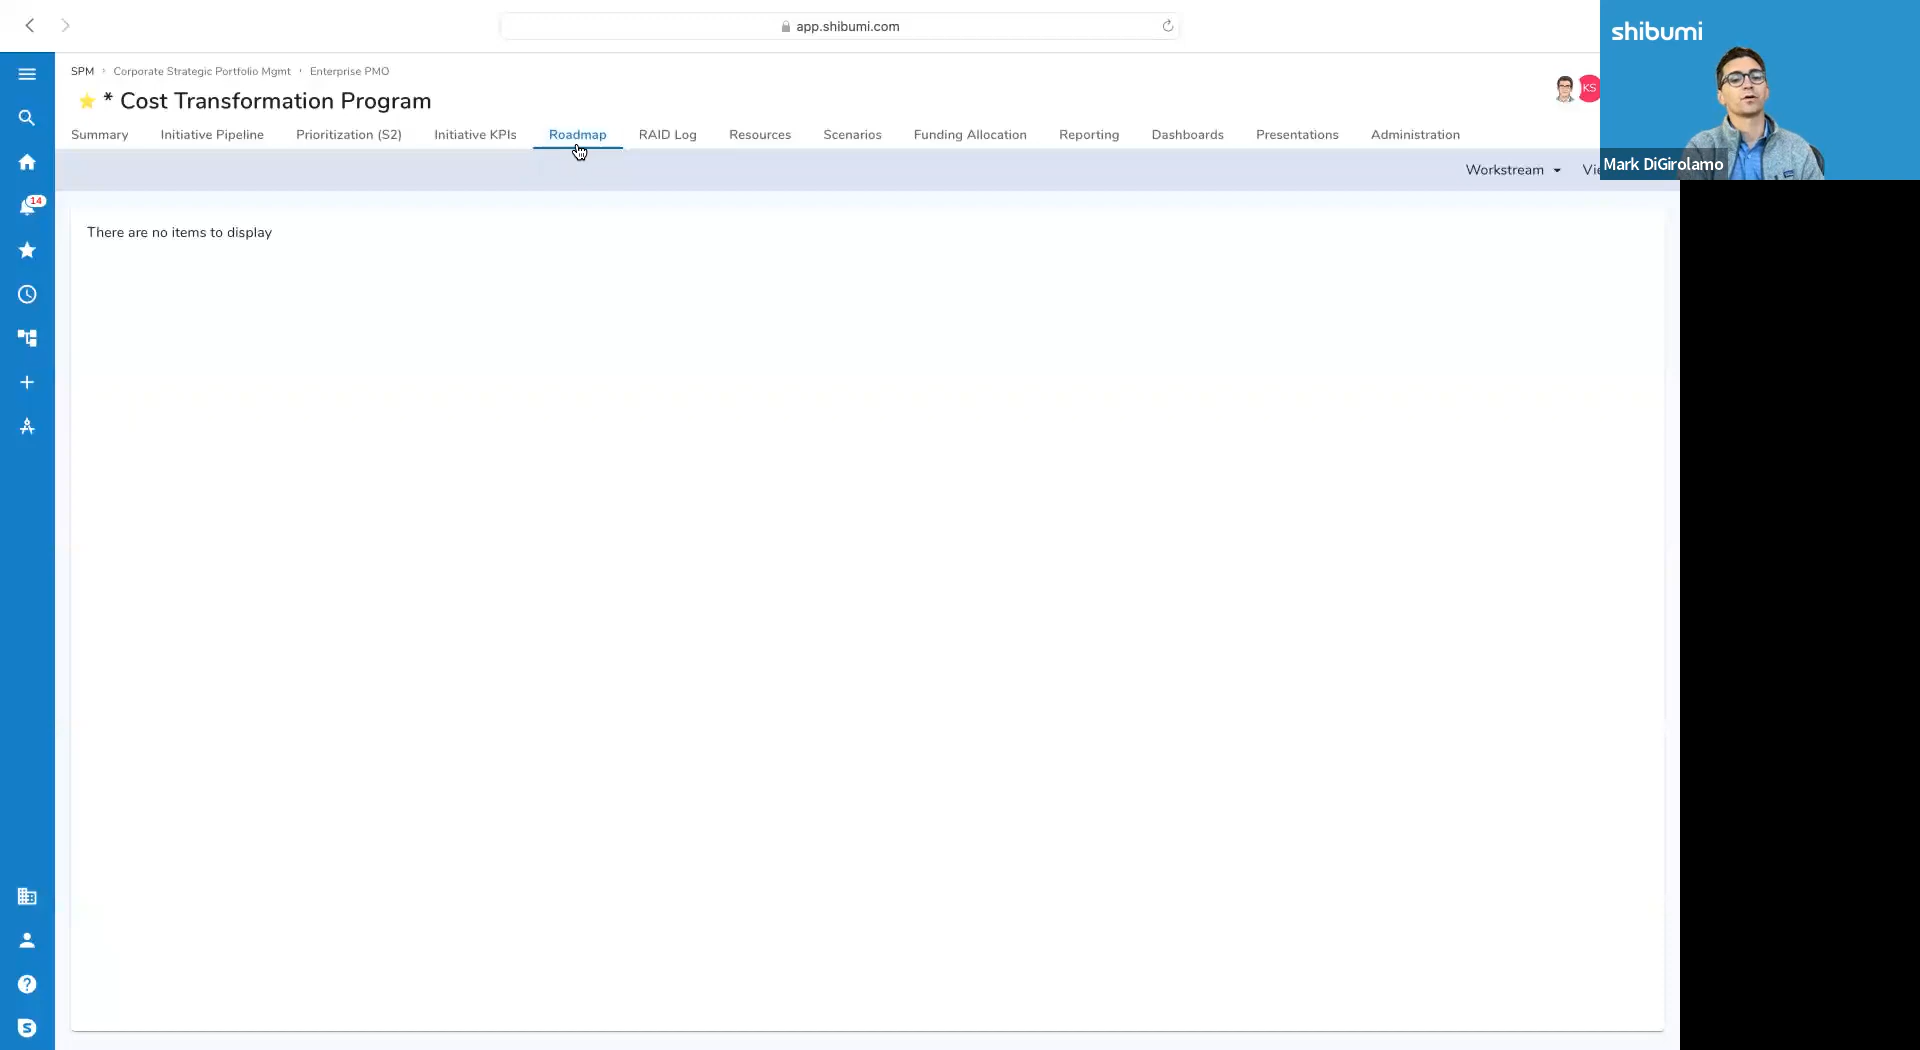 app.shibumi.com
shibumi
SPM › Corporate Strategic Portfolio Mgmt › Enterprise PMO
* Cost Transformation Program
KS
Summary Initiative Pipeline Prioritization (S2) Initiative KPIs Roadmap RAID Log Resources Scenarios Funding Allocation Reporting Dashboards Presentations Administration
Mark DiGirolamo
Workstream
14
There are no items to display